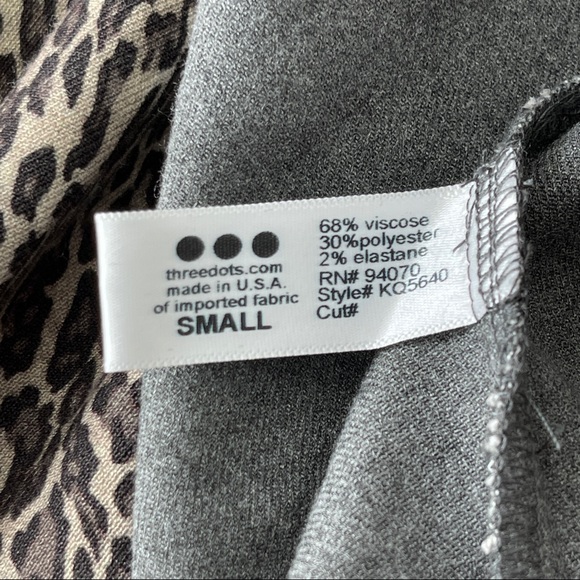 threedots.com
made in U.S.A.
of imported fabric
SMALL
68% viscose
30%polyester
2% elastane
RN# 94070
Style# KQ5640
Cut#